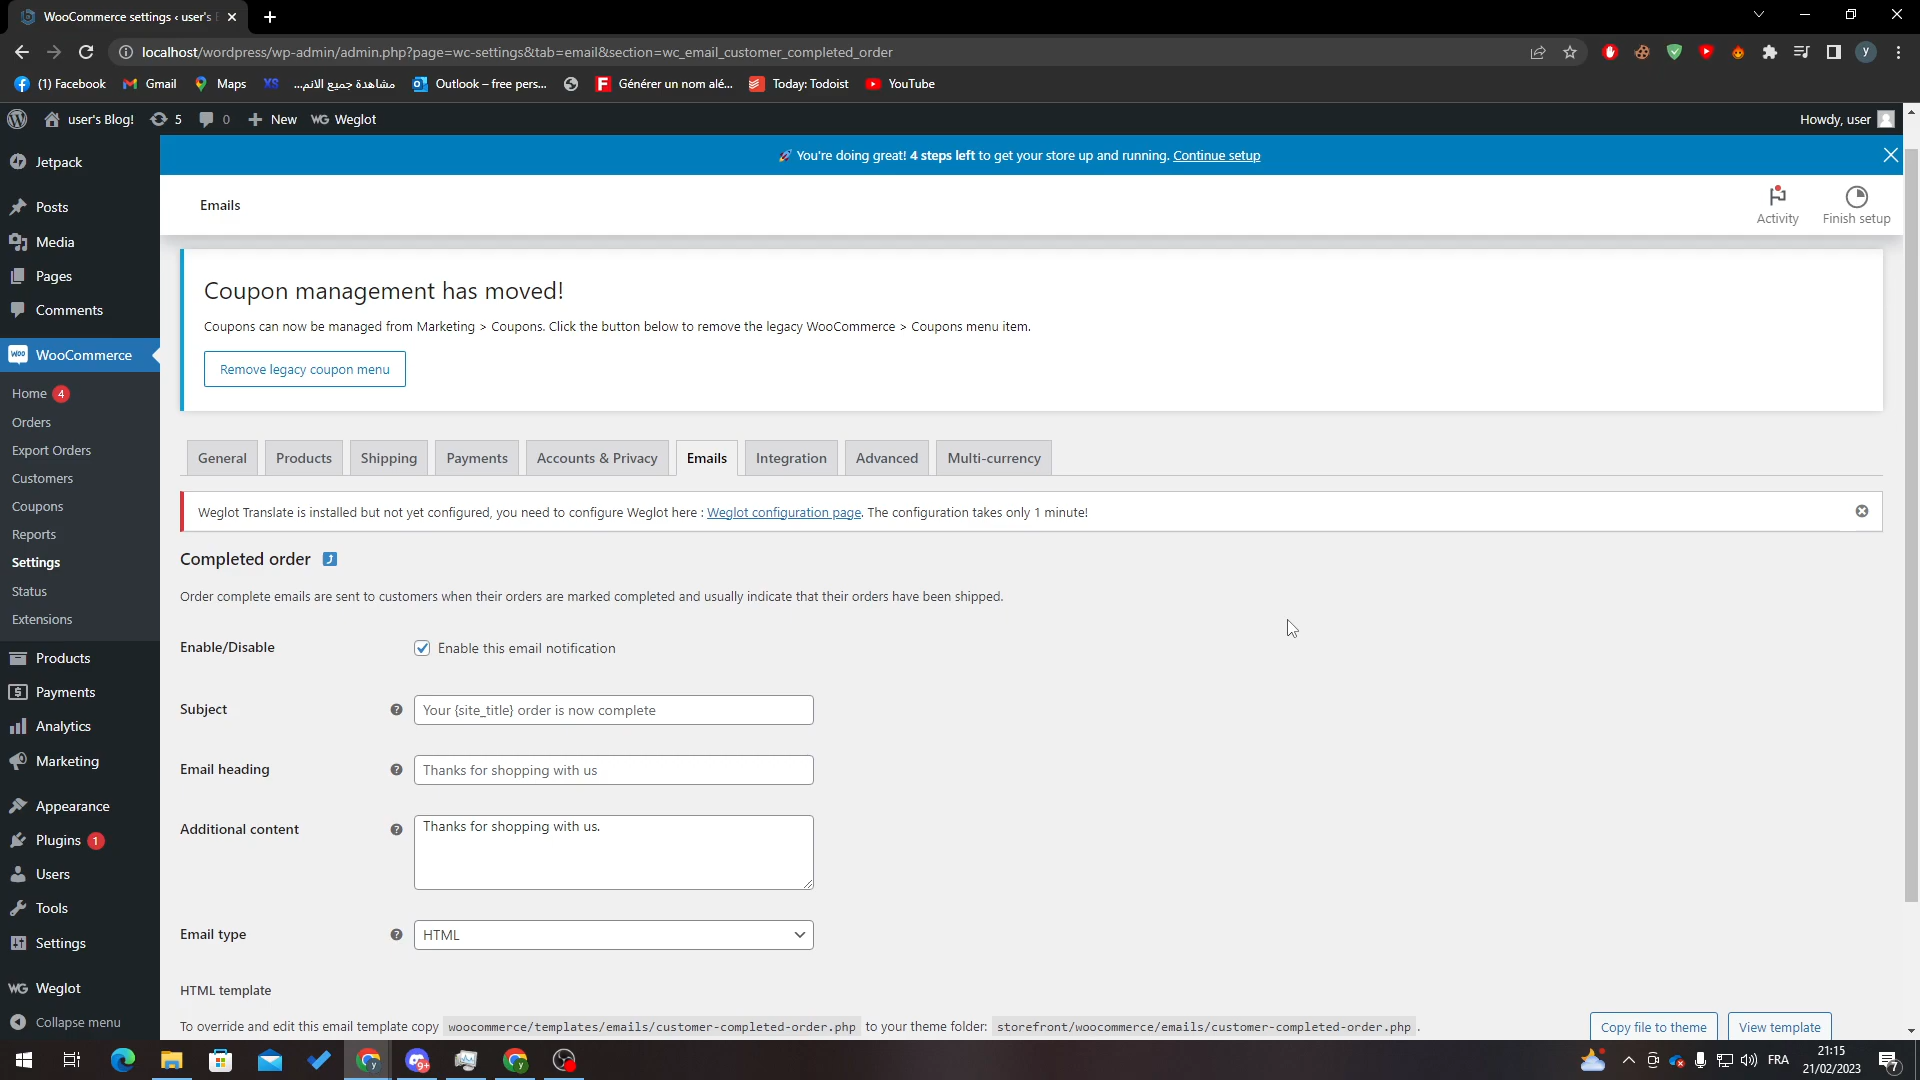 WooCommerce settings ‹ user's B
localhost/wordpress/wp-admin/admin.php?page=wc-settings&tab=email&section=wc_email_customer_completed_order
y
(1) Facebook
Gmail
Maps
XS
مشاهدة جميع الانم...
Outlook – free pers...
Générer un nom alé...
Today: Todoist
YouTube
user's Blog!
5
0
New
WG Weglot
Howdy, user
Jetpack
Posts
Media
Pages
Comments
WooCommerce
Home 4
Orders
Export Orders
Customers
Coupons
Reports
Settings
Status
Extensions
Products
Payments
Analytics
Marketing
Appearance
Plugins 1
Users
Tools
Settings
WG Weglot
Collapse menu
🚀 You're doing great! 4 steps left to get your store up and running. Continue setup
Emails
Activity
Finish setup
Coupon management has moved!
Coupons can now be managed from Marketing > Coupons. Click the button below to remove the legacy WooCommerce > Coupons menu item.
Remove legacy coupon menu
General
Products
Shipping
Payments
Accounts & Privacy
Emails
Integration
Advanced
Multi-currency
Weglot Translate is installed but not yet configured, you need to configure Weglot here : Weglot configuration page. The configuration takes only 1 minute!
Completed order ⤴
Order complete emails are sent to customers when their orders are marked completed and usually indicate that their orders have been shipped.
Enable/Disable
Enable this email notification
Subject
Your {site_title} order is now complete
Email heading
Thanks for shopping with us
Additional content
Thanks for shopping with us.
Email type
HTML
HTML template
To override and edit this email template copy woocommerce/templates/emails/customer-completed-order.php to your theme folder: storefront/woocommerce/emails/customer-completed-order.php .
Copy file to theme
View template
9+
FRA
21:15
21/02/2023
7